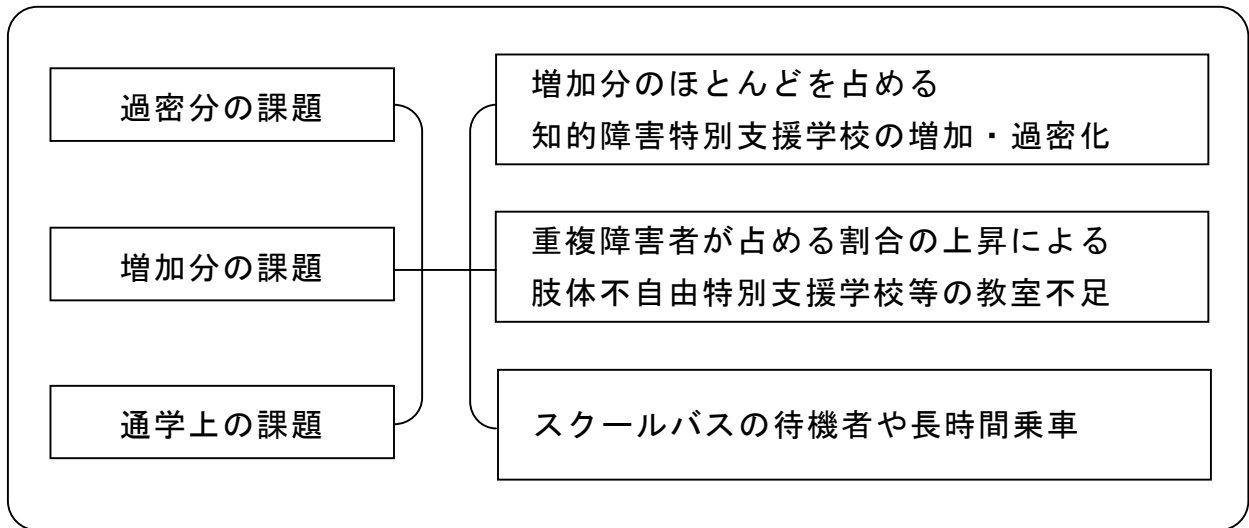 過密分の課題
増加分の課題
通学上の課題
増加分のほとんどを占める
知的障害特別支援学校の増加・過密化
重複障害者が占める割合の上昇による
肢体不自由特別支援学校等の教室不足
スクールバスの待機者や長時間乗車